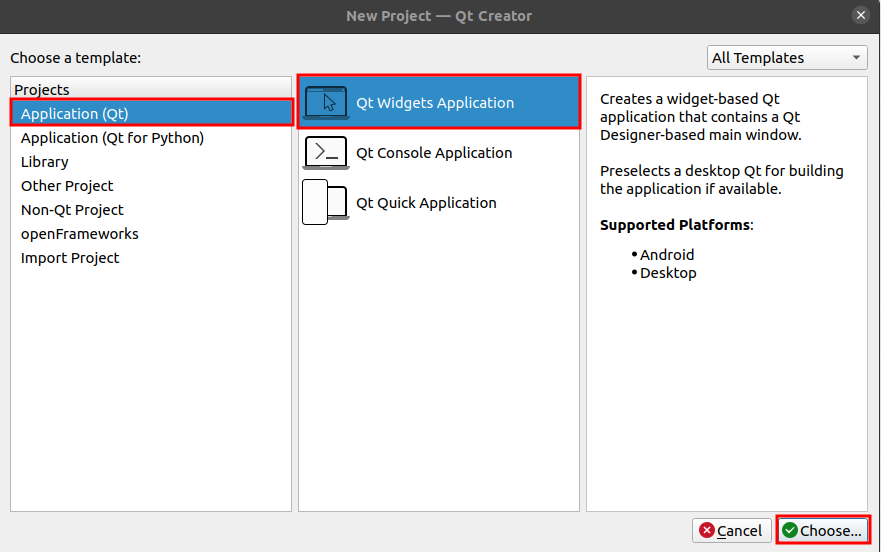 New Project — Qt Creator
Choose a template:
All Templates
Projects
Application (Qt)
Application (Qt for Python)
Library
Other Project
Non-Qt Project
openFrameworks
Import Project
Qt Widgets Application
Qt Console Application
Qt Quick Application
Creates a widget-based Qt
application that contains a Qt
Designer-based main window.
Preselects a desktop Qt for building
the application if available.
Supported Platforms:
• Android
• Desktop
Cancel
Choose...